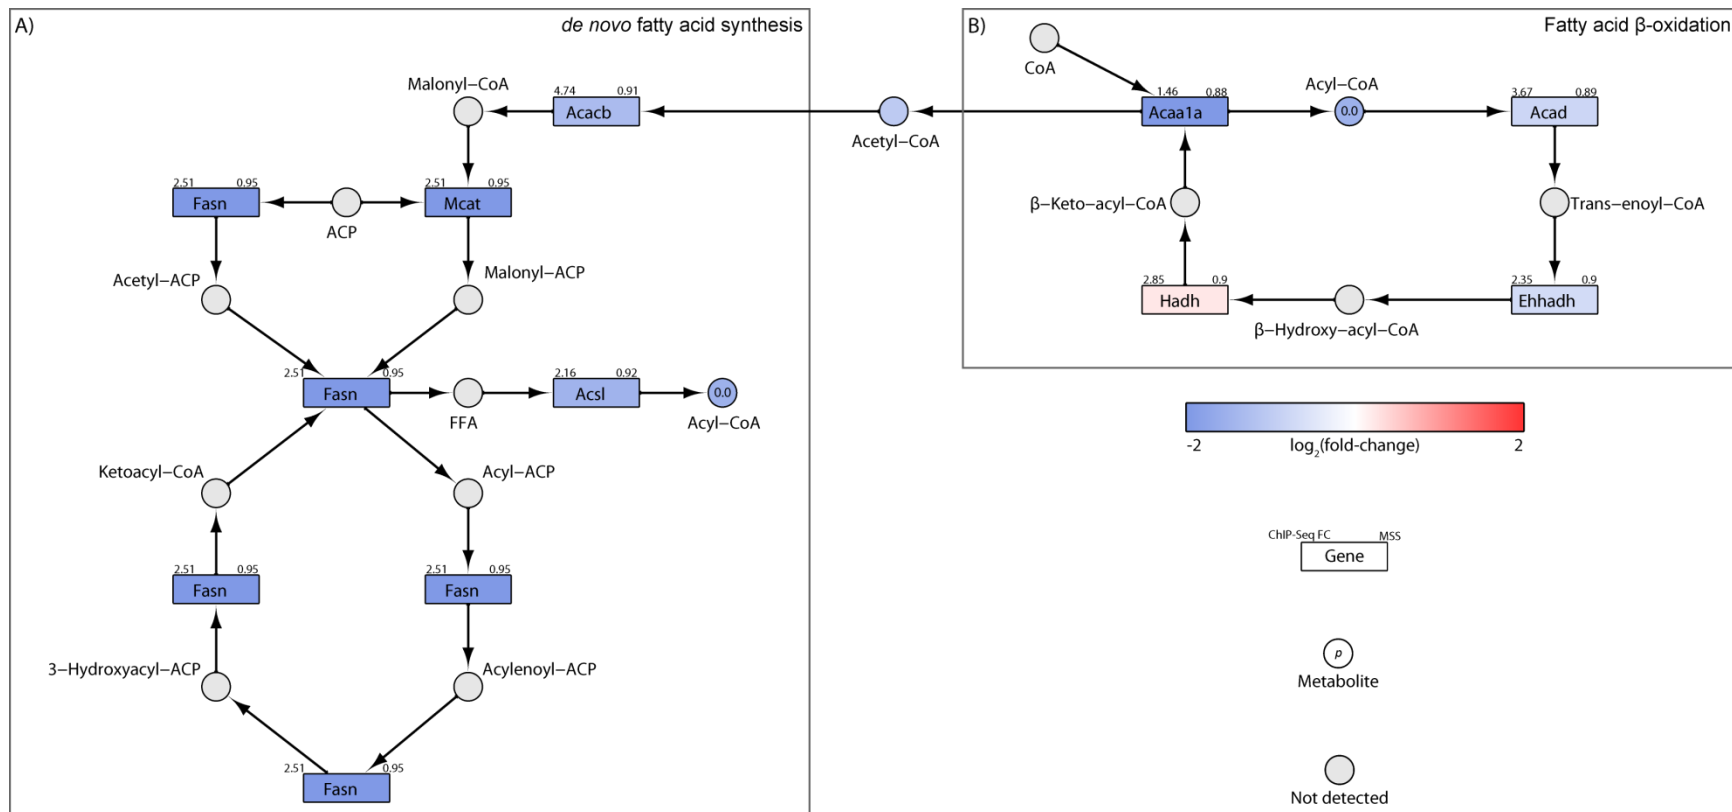 A)
de novo fatty acid synthesis
Malonyl−CoA
4.74 0.91
Acacb
Acetyl−CoA
2.51 0.95
Fasn
ACP
2.51 0.95
Mcat
Acetyl−ACP
Malonyl−ACP
2.51 0.95
Fasn
FFA
2.16 0.92
Acsl
0.0
Acyl−CoA
Ketoacyl−CoA
Acyl−ACP
2.51 0.95
Fasn
2.51 0.95
Fasn
3−Hydroxyacyl−ACP
Acylenoyl−ACP
2.51 0.95
Fasn
B)
Fatty acid β-oxidation
CoA
1.46 0.88
Acaa1a
Acyl−CoA
0.0
3.67 0.89
Acad
β−Keto−acyl−CoA
Trans−enoyl−CoA
2.85 0.9
Hadh
β−Hydroxy−acyl−CoA
2.35 0.9
Ehhadh
-2 log2(fold-change) 2
ChIP-Seq FC MSS
Gene
p
Metabolite
Not detected